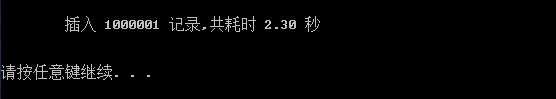 插入 1000001 记录,共耗时 2.30 秒
请按任意键继续. . .